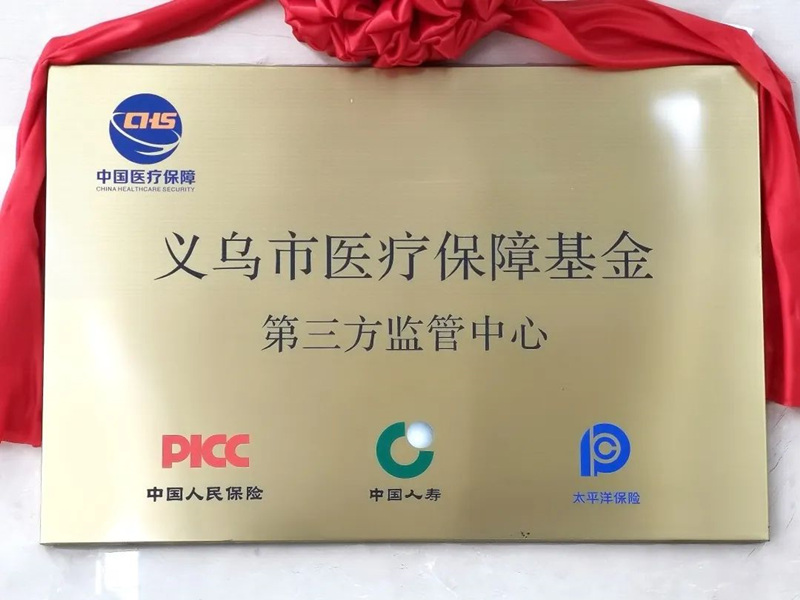 CHS
中国医疗保障
CHINA HEALTHCARE SECURITY
义乌市医疗保障基金
第三方监管中心
PICC
中国人民保险
中国人寿
太平洋保险